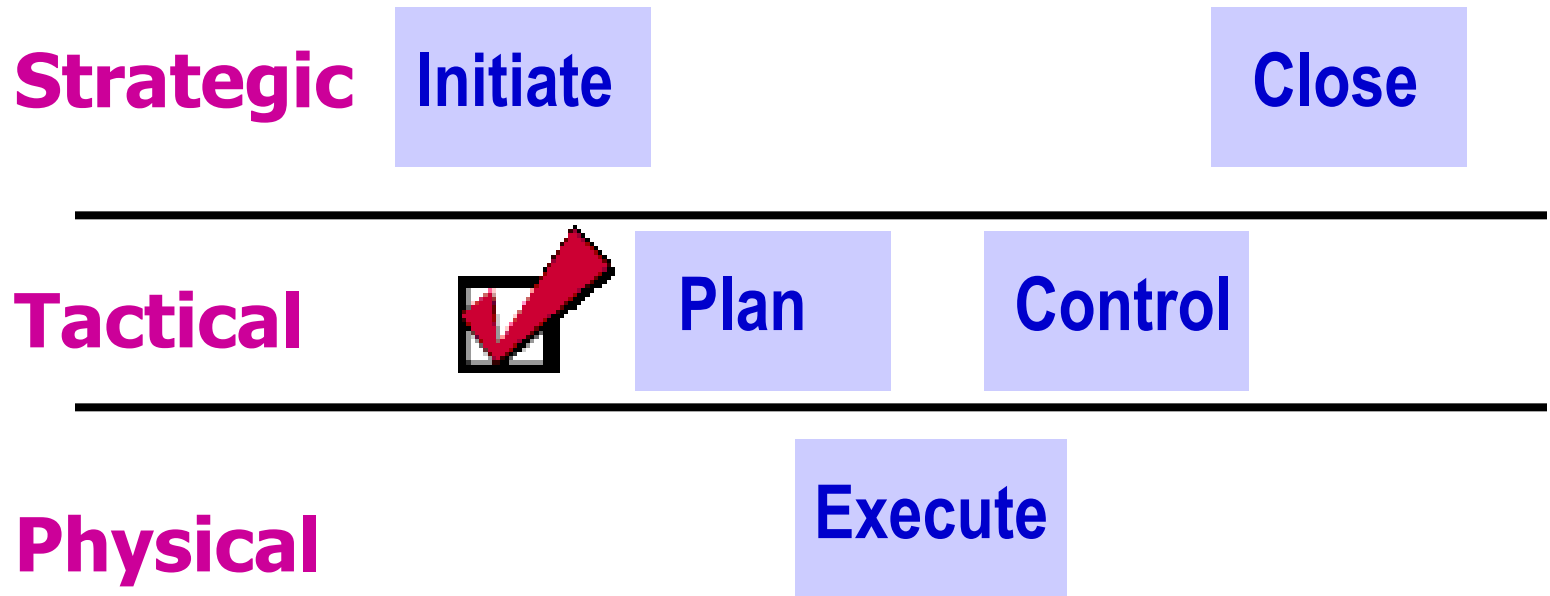 Strategic Initiate Close
Tactical Plan Control
Physical Execute